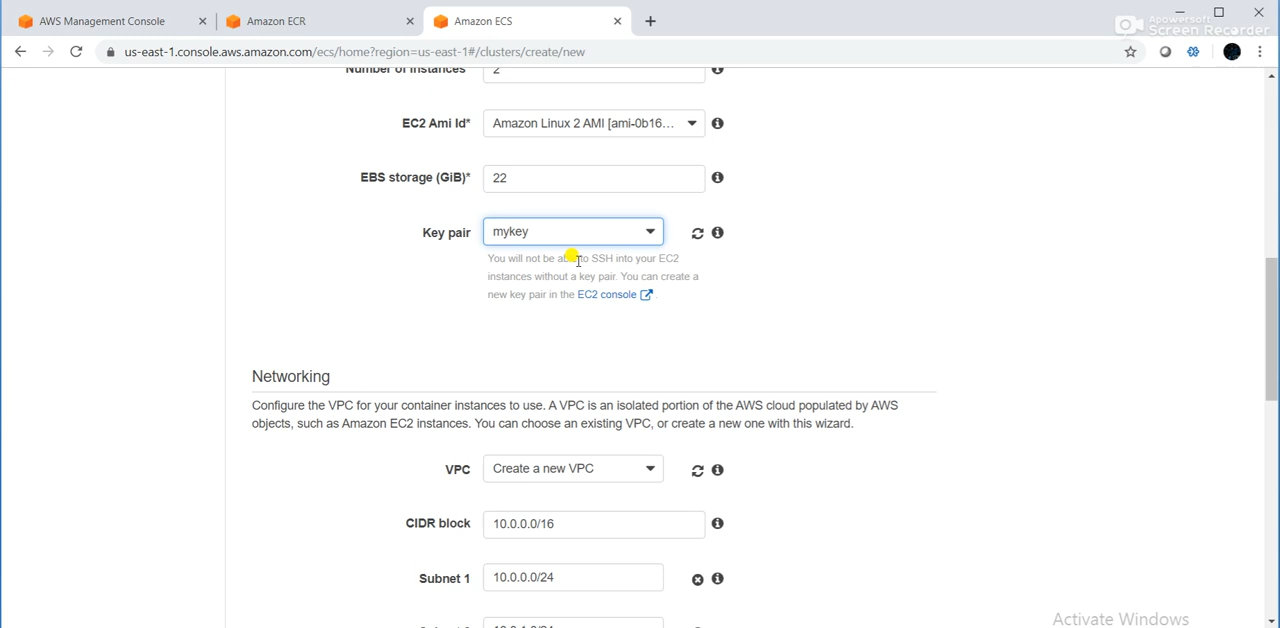 AWS Management Console
Amazon ECR
Amazon ECS
Apowersoft
Screen Recorder
us-east-1.console.aws.amazon.com/ecs/home?region=us-east-1#/clusters/create/new
Number of instances
2
EC2 Ami Id*
Amazon Linux 2 AMI [ami-0b16...
EBS storage (GiB)*
22
Key pair
mykey
You will not be able to SSH into your EC2
instances without a key pair. You can create a
new key pair in the EC2 console .
Networking
Configure the VPC for your container instances to use. A VPC is an isolated portion of the AWS cloud populated by AWS
objects, such as Amazon EC2 instances. You can choose an existing VPC, or create a new one with this wizard.
VPC
Create a new VPC
CIDR block
10.0.0.0/16
Subnet 1
10.0.0.0/24
Activate Windows